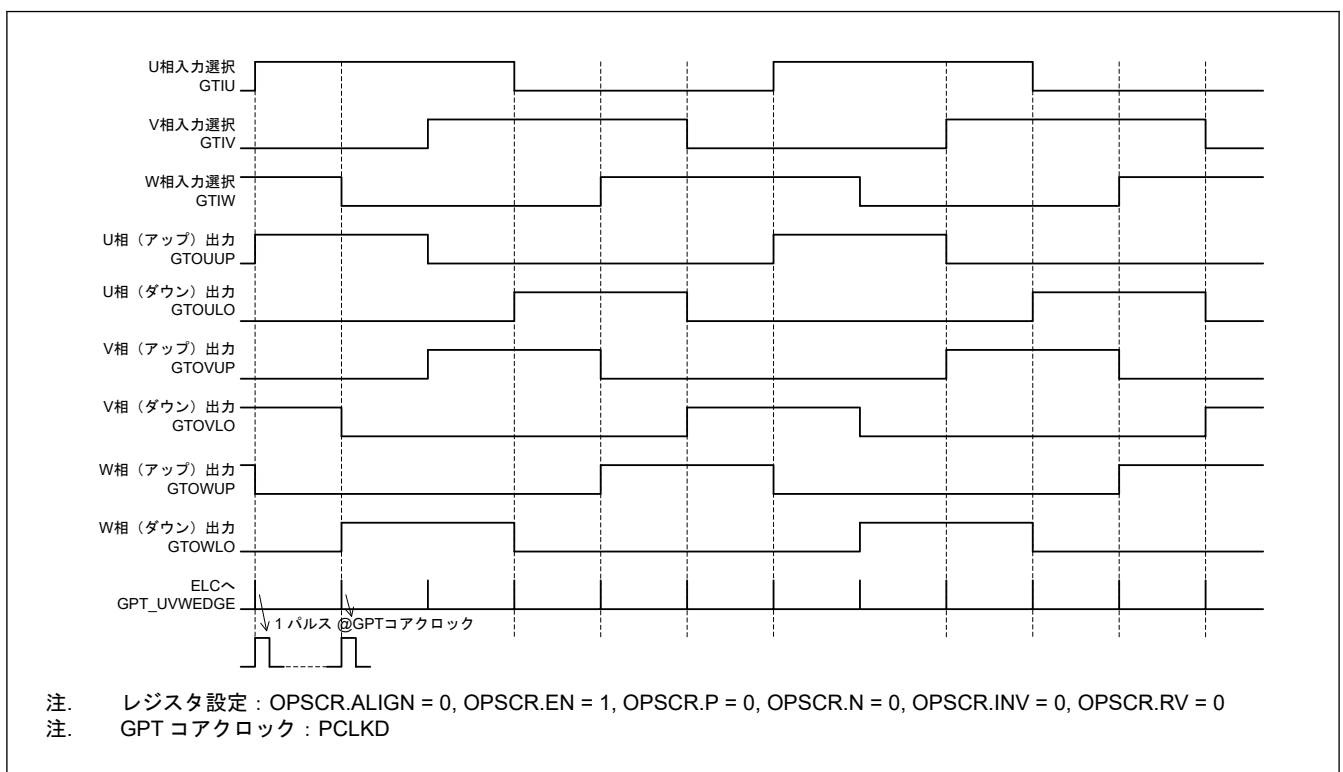 U相入力選択
GTIU
V相入力選択
GTIV
W相入力選択
GTIW
U相（アップ）出力
GTOUUP
U相（ダウン）出力
GTOULO
V相（アップ）出力
GTOVUP
V相（ダウン）出力
GTOVLO
W相（アップ）出力
GTOWUP
W相（ダウン）出力
GTOWLO
ELCへ
GPT_UVWEDGE
1 パルス @GPTコアクロック
注. レジスタ設定：OPSCR.ALIGN = 0, OPSCR.EN = 1, OPSCR.P = 0, OPSCR.N = 0, OPSCR.INV = 0, OPSCR.RV = 0
注. GPT コアクロック：PCLKD